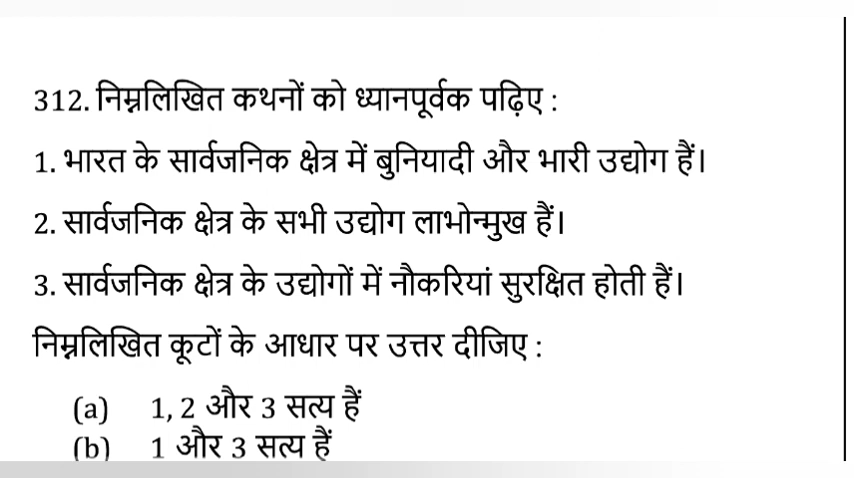 312. निम्नलिखित कथनों को ध्यानपूर्वक पढ़िए :
1. भारत के सार्वजनिक क्षेत्र में बुनियादी और भारी उद्योग हैं।
2. सार्वजनिक क्षेत्र के सभी उद्योग लाभोन्मुख हैं।
3. सार्वजनिक क्षेत्र के उद्योगों में नौकरियां सुरक्षित होती हैं।
निम्नलिखित कूटों के आधार पर उत्तर दीजिए :
(a) 1, 2 और 3 सत्य हैं
(b) 1 और 3 सत्य हैं